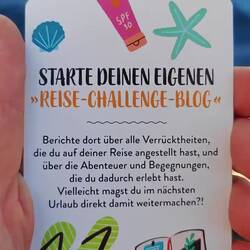 SPF
30
STARTE DEINEN EIGENEN
»REISE-CHALLENGE-BLOG«
Berichte dort über alle Verrücktheiten,
die du auf deiner Reise angestellt hast, und
über die Abenteuer und Begegnungen,
die du dadurch erlebt hast.
Vielleicht magst du im nächsten
Urlaub direkt damit weitermachen?!